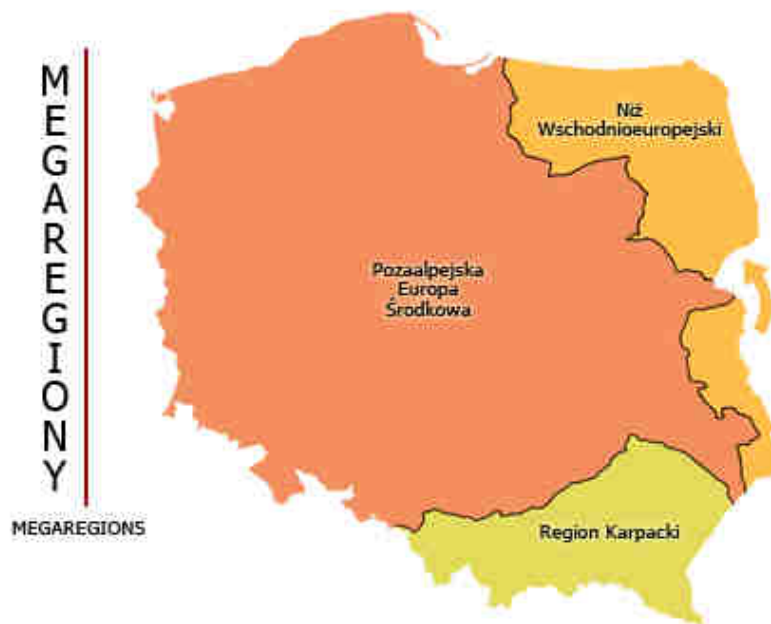 MEGAREGIONY
MEGAREGIONS
Niż
Wschodnioeuropejski
Pozaalpejska
Europa
Środkowa
Region Karpacki